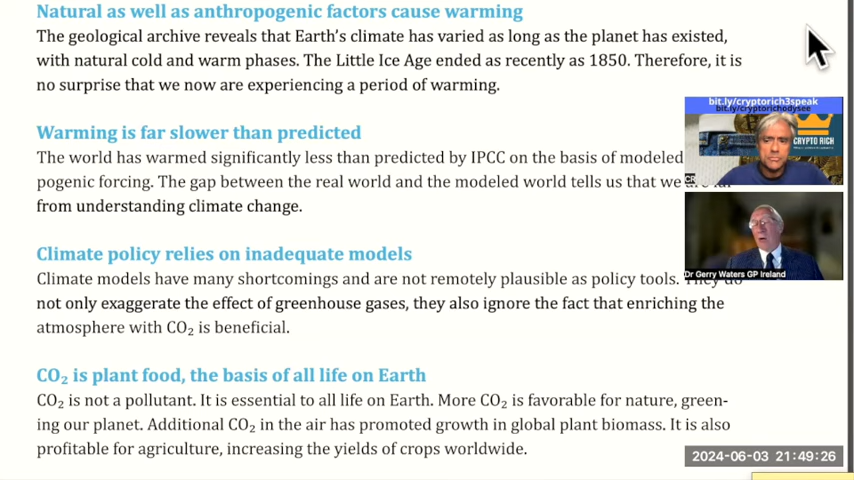 Natural as well as anthropogenic factors cause warming
The geological archive reveals that Earth's climate has varied as long as the planet has existed,
with natural cold and warm phases. The Little Ice Age ended as recently as 1850. Therefore, it is
no surprise that we now are experiencing a period of warming.
Warming is far slower than predicted
The world has warmed significantly less than predicted by IPCC on the basis of modeled
pogenic forcing. The gap between the real world and the modeled world tells us that we
from understanding climate change.
Climate policy relies on inadequate models
Climate models have many shortcomings and are not remotely plausible as policy tools. They do
not only exaggerate the effect of greenhouse gases, they also ignore the fact that enriching the
atmosphere with CO₂ is beneficial.
CO₂ is plant food, the basis of all life on Earth
CO₂ is not a pollutant. It is essential to all life on Earth. More CO₂ is favorable for nature, green-
ing our planet. Additional CO₂ in the air has promoted growth in global plant biomass. It is also
profitable for agriculture, increasing the yields of crops worldwide.
bit.ly/cryptorich3speak
bit.ly/cryptorichodysee
CRYPTO RICH
CR
Dr Gerry Waters GP Ireland
2024-06-03 21:49:26